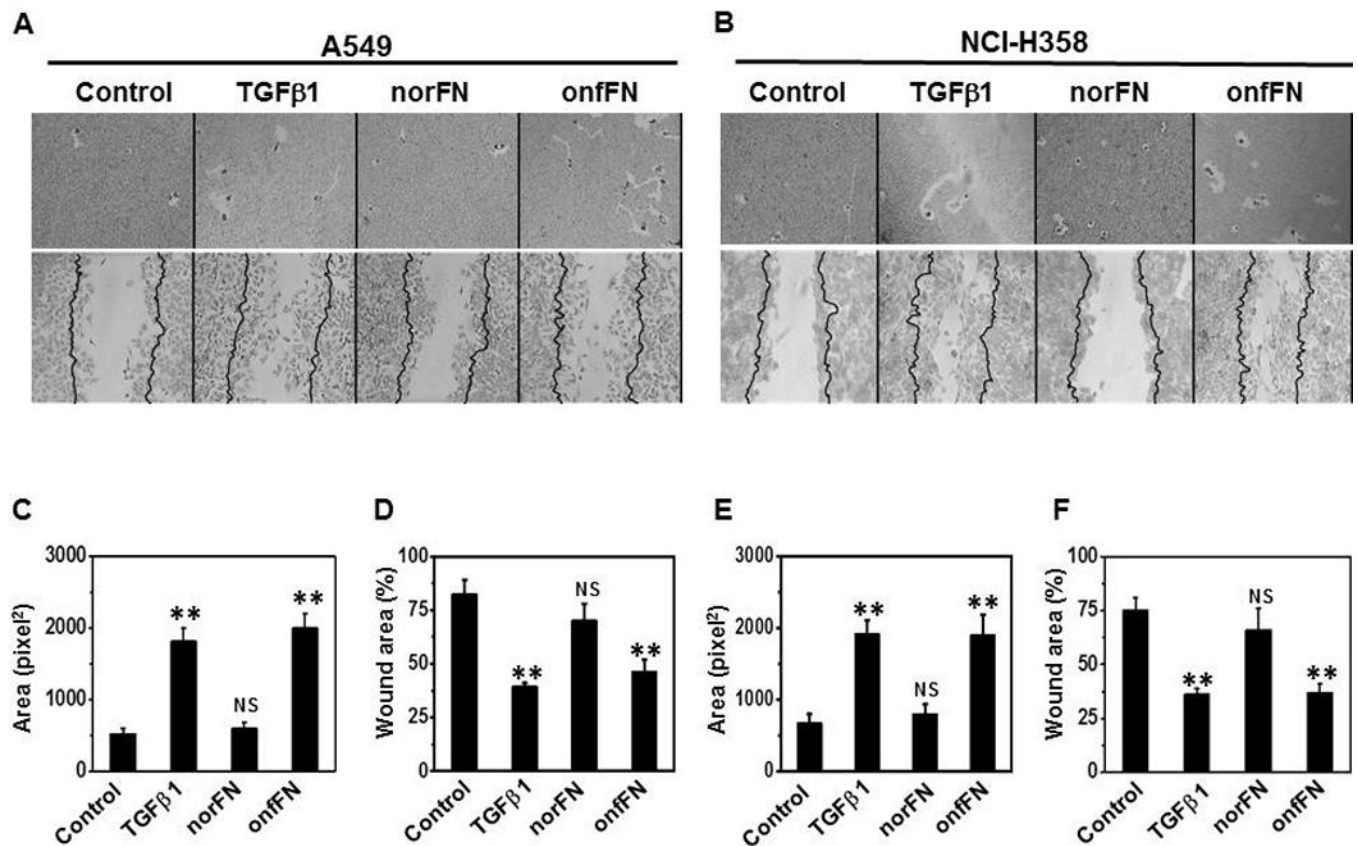 A
A549
Control TGFβ1 norFN onfFN
B
NCI-H358
Control TGFβ1 norFN onfFN
C
3000
2000
1000
0
Area (pixel²)
**
NS
**
Control TGFβ1 norFN onfFN
D
100
75
50
25
0
Wound area (%)
**
NS
**
Control TGFβ1 norFN onfFN
E
3000
2000
1000
0
Area (pixel²)
**
NS
**
Control TGFβ1 norFN onfFN
F
100
75
50
25
0
Wound area (%)
**
NS
**
Control TGFβ1 norFN onfFN